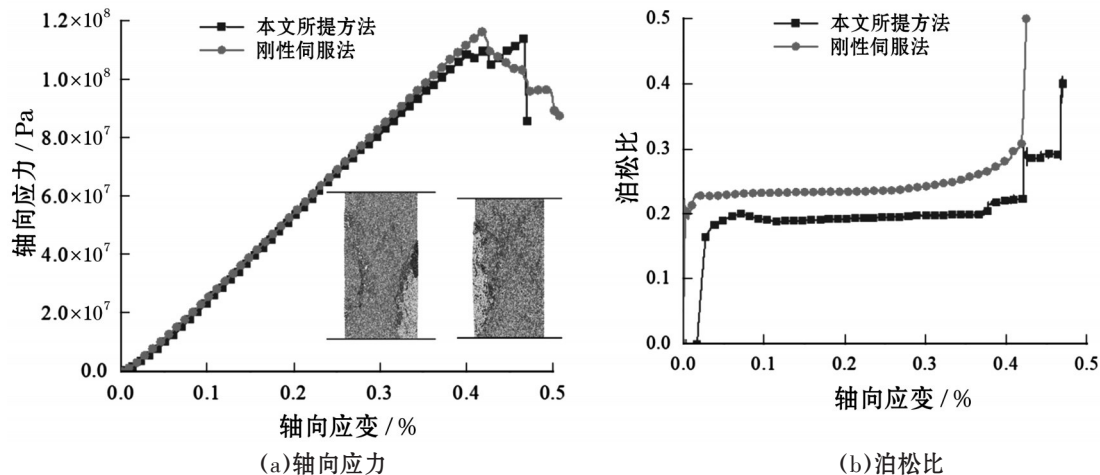 本文所提方法
刚性伺服法
轴向应力 / Pa
1.2×10⁸
1.0×10⁸
8.0×10⁷
6.0×10⁷
4.0×10⁷
2.0×10⁷
0.0
0.0 0.1 0.2 0.3 0.4 0.5
轴向应变 / %
(a)轴向应力
本文所提方法
刚性伺服法
泊松比
0.5
0.4
0.3
0.2
0.1
0.0
0.0 0.1 0.2 0.3 0.4 0.5
轴向应变 / %
(b)泊松比